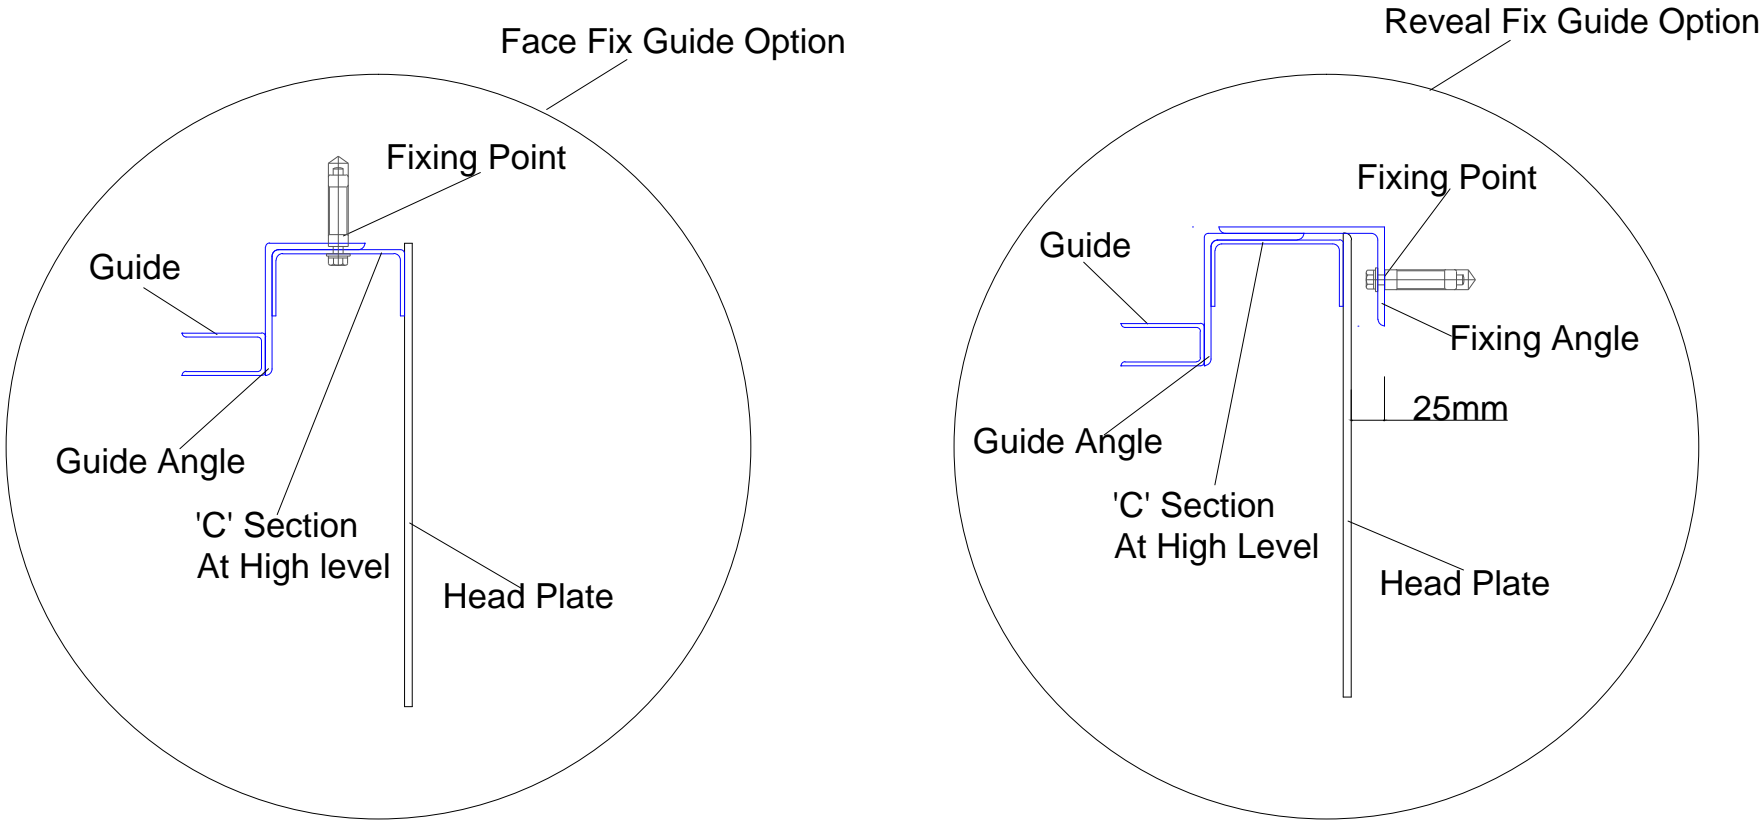 Face Fix Guide Option
Fixing Point
Guide
Guide Angle
'C' Section
At High level
Head Plate
Reveal Fix Guide Option
Fixing Point
Guide
Fixing Angle
25mm
Guide Angle
'C' Section
At High Level
Head Plate